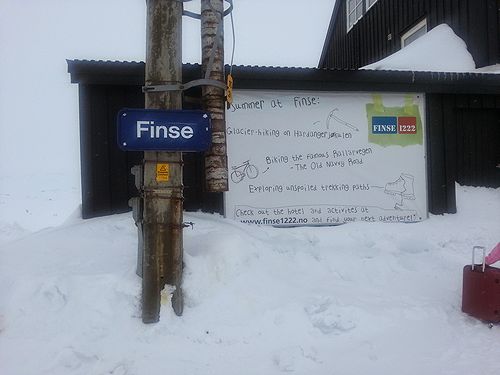 Finse
Summer at Finse:
FINSE 1222
Glacier-hiking on Hardangerjøkulen
Biking the famous Rallarvegen
- The Old Navvy Road
Exploring unspoiled trekking paths
Check out the hotel and activites at
www.finse1222.no and find your next adventure!